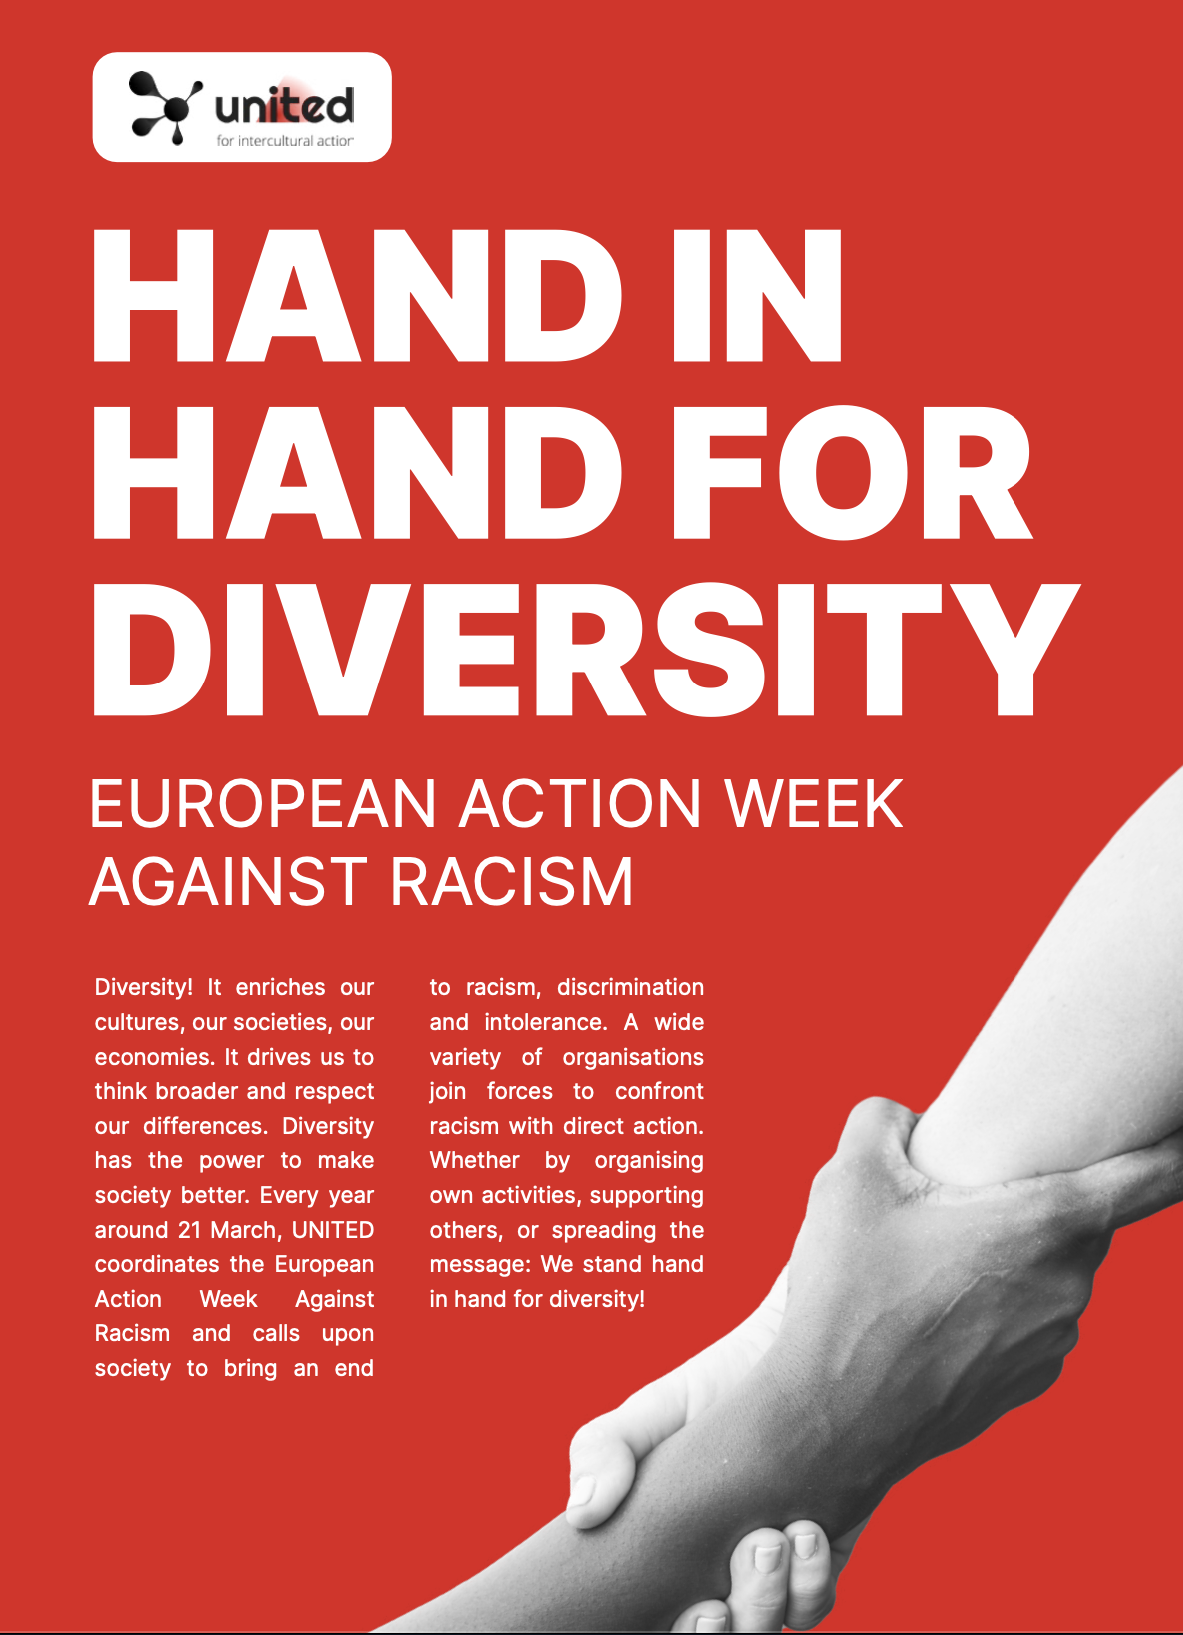 united
for intercultural action
HAND IN
HAND FOR
DIVERSITY
EUROPEAN ACTION WEEK
AGAINST RACISM
Diversity! It enriches our
cultures, our societies, our
economies. It drives us to
think broader and respect
our differences. Diversity
has the power to make
society better. Every year
around 21 March, UNITED
coordinates the European
Action Week Against
Racism and calls upon
society to bring an end
to racism, discrimination
and intolerance. A wide
variety of organisations
join forces to confront
racism with direct action.
Whether by organising
own activities, supporting
others, or spreading the
message: We stand hand
in hand for diversity!